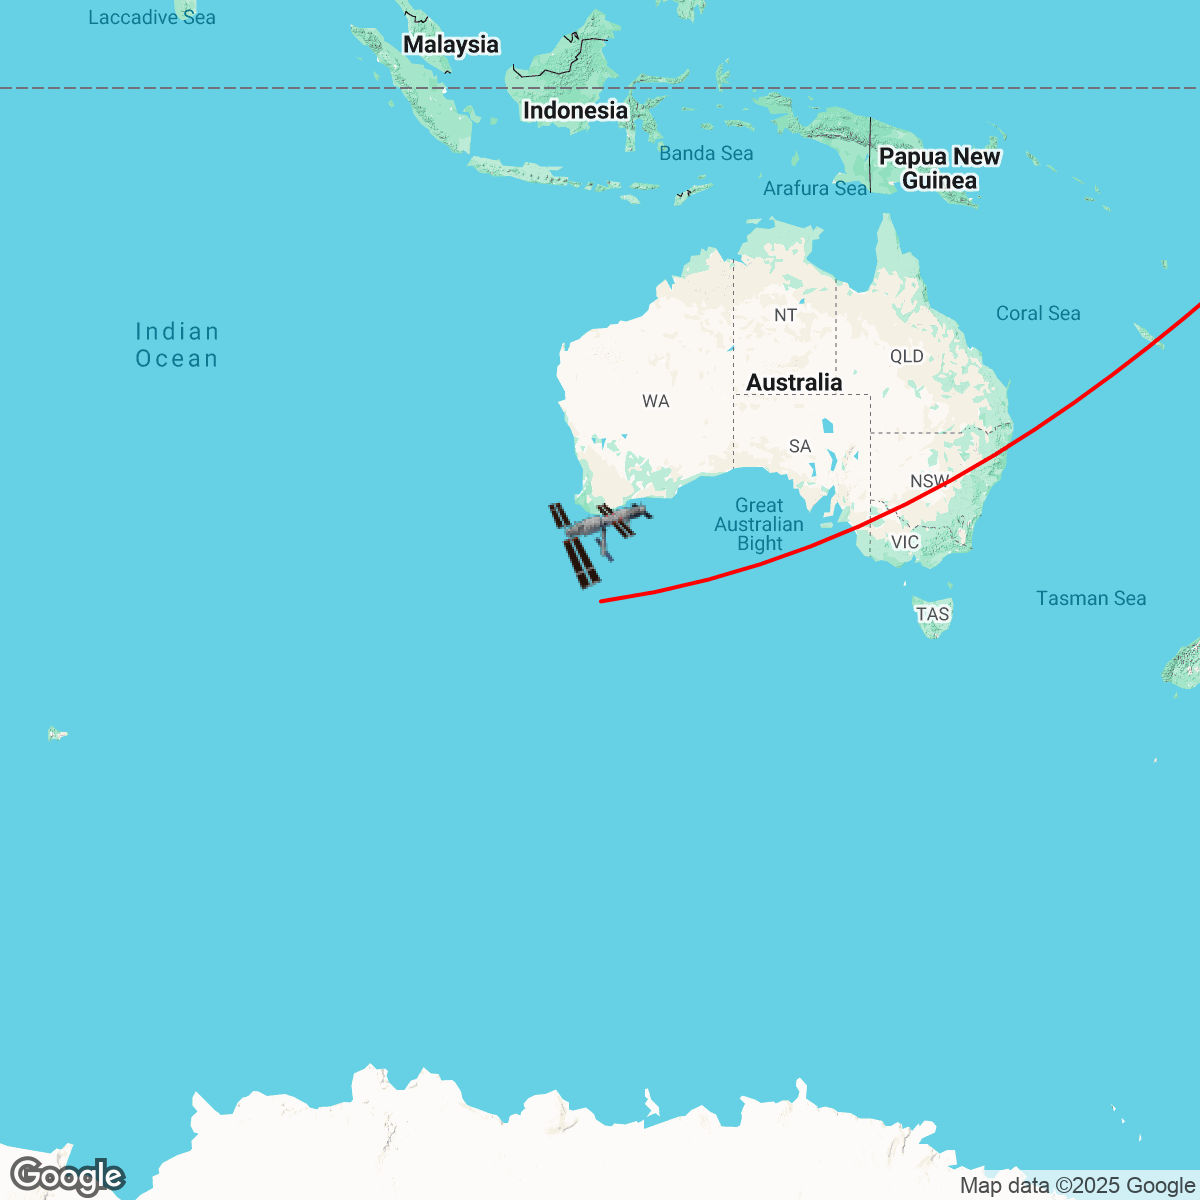 Laccadive Sea
Malaysia
Indonesia
Banda Sea
Papua New
Guinea
Arafura Sea
Indian
Ocean
NT
Coral Sea
QLD
Australia
WA
SA
NSW
Great
Australian
Bight
VIC
Tasman Sea
TAS
Google
Map data ©2025 Google